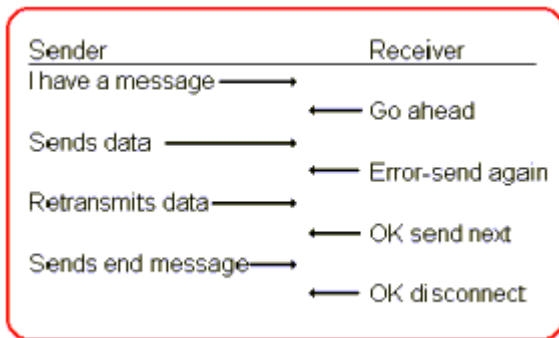 Sender Receiver
I have a message
Go ahead
Sends data
Error-send again
Retransmits data
OK send next
Sends end message
OK disconnect